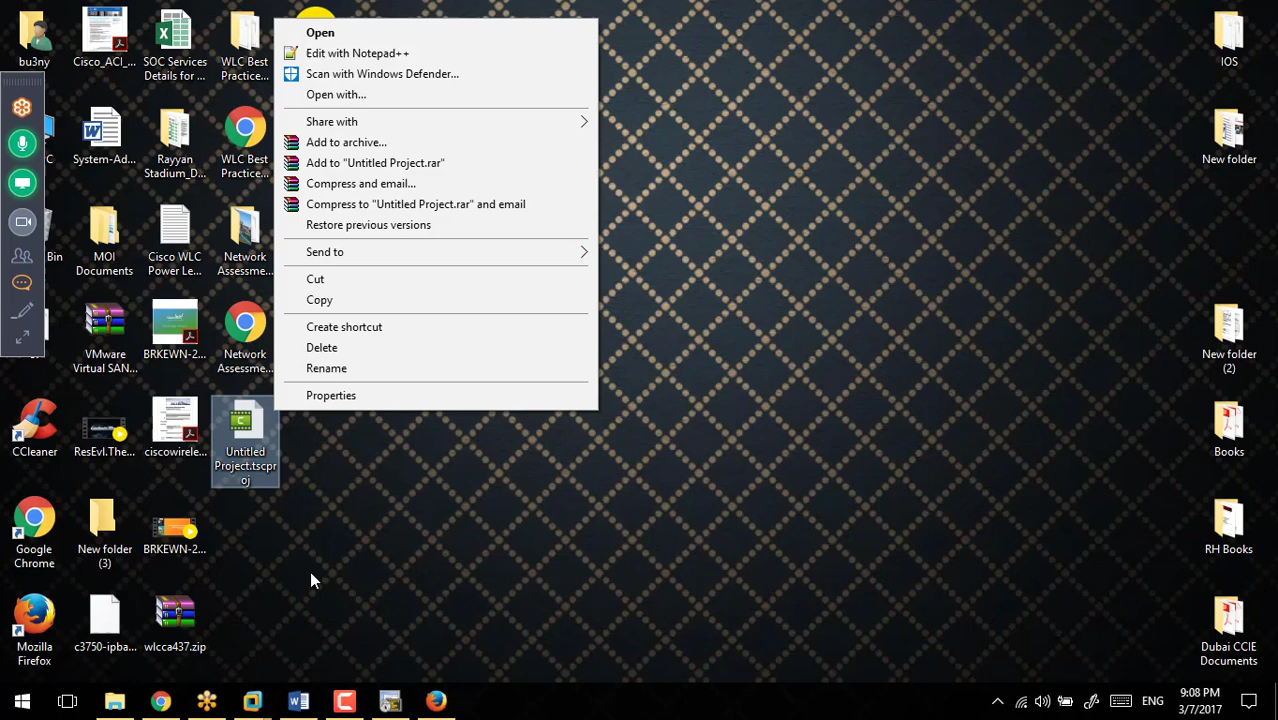 bu3ny
Cisco_ACI_...
SOC Services
Details for ...
WLC Best
Practice...
System-Ad...
Rayyan
Stadium_D...
WLC Best
Practice...
Bin
MOI
Documents
Cisco WLC
Power Le...
Network
Assessme...
VMware
Virtual SAN...
BRKEWN-2...
Network
Assessme...
CCleaner
ResEvl.The...
ciscowirele...
Untitled
Project.tscpr
oj
Google
Chrome
New folder
(3)
BRKEWN-2...
Mozilla
Firefox
c3750-ipba...
wlcca437.zip
Open
Edit with Notepad++
Scan with Windows Defender...
Open with...
Share with
Add to archive...
Add to "Untitled Project.rar"
Compress and email...
Compress to "Untitled Project.rar" and email
Restore previous versions
Send to
Cut
Copy
Create shortcut
Delete
Rename
Properties
IOS
New folder
New folder
(2)
Books
RH Books
Dubai CCIE
Documents
ENG
9:08 PM
3/7/2017